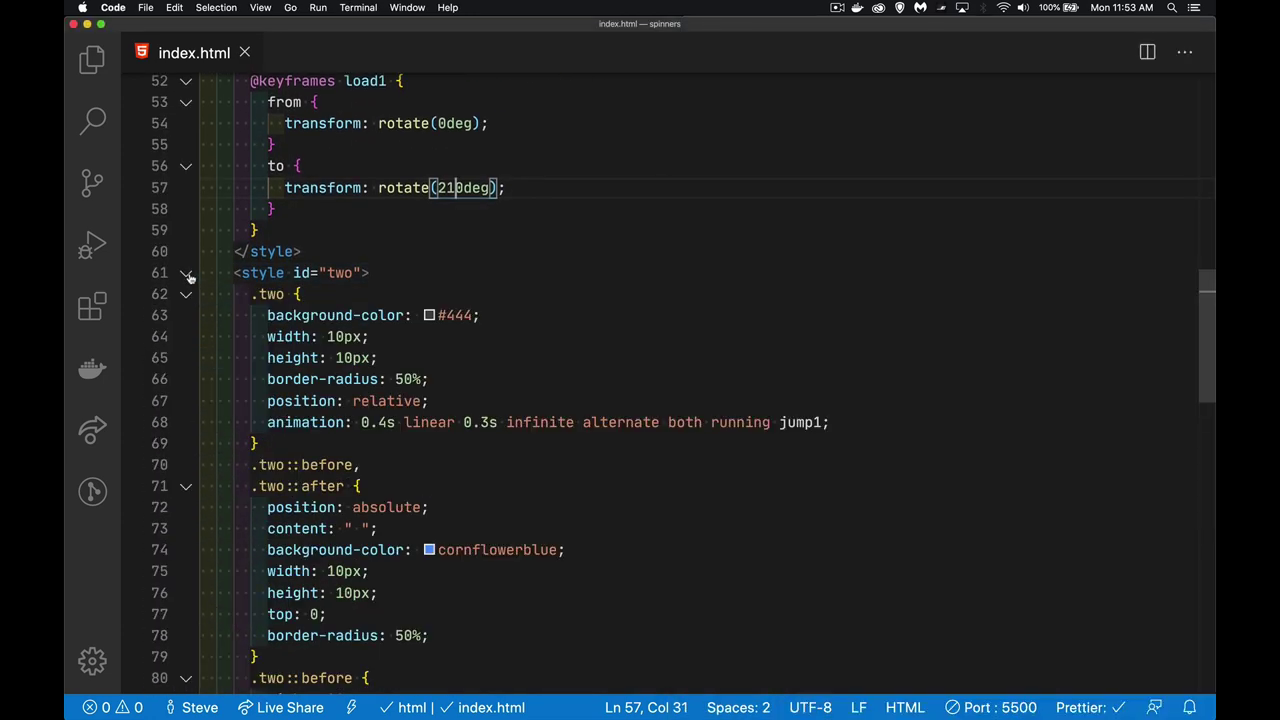 Code File Edit Selection View Go Run Terminal Window Help 100% Mon 11:53 AM
index.html — spinners
index.html
52 @keyframes load1 {
53 from {
54 transform: rotate(0deg);
55 }
56 to {
57 transform: rotate(210deg);
58 }
59 }
60 </style>
61 <style id="two">
62 .two {
63 background-color: #444;
64 width: 10px;
65 height: 10px;
66 border-radius: 50%;
67 position: relative;
68 animation: 0.4s linear 0.3s infinite alternate both running jump1;
69 }
70 .two::before,
71 .two::after {
72 position: absolute;
73 content: " ";
74 background-color: cornflowerblue;
75 width: 10px;
76 height: 10px;
77 top: 0;
78 border-radius: 50%;
79 }
80 .two::before {
0 0 Steve Live Share html | index.html Ln 57, Col 31 Spaces: 2 UTF-8 LF HTML Port : 5500 Prettier: